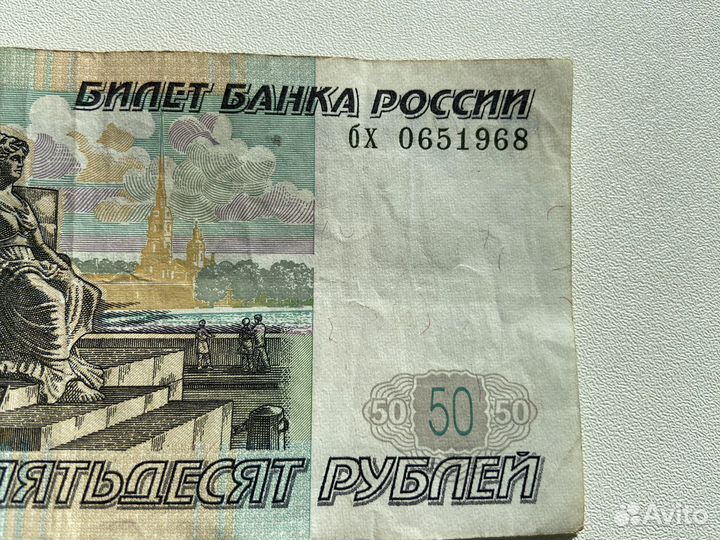 БИЛЕТ БАНКА РОССИИ
бх 0651968
50 50 50
ПЯТЬДЕСЯТ РУБЛЕЙ
Avito